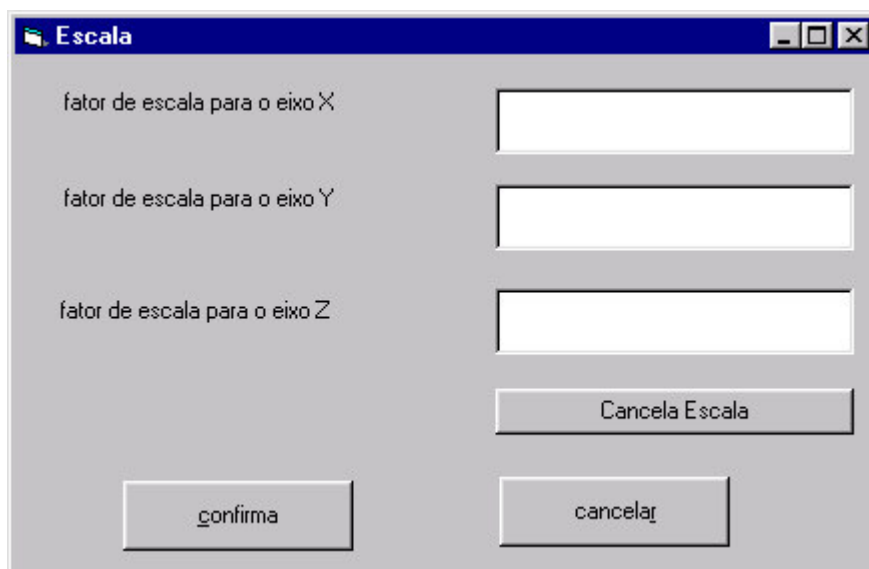 Escala
fator de escala para o eixo X
fator de escala para o eixo Y
fator de escala para o eixo Z
Cancela Escala
confirma
cancelar